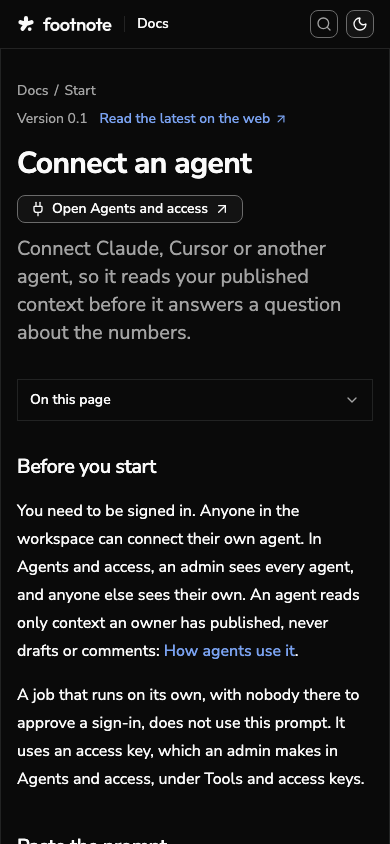 footnote
Docs
Docs / Start
Version 0.1 Read the latest on the web ↗
Connect an agent
Open Agents and access ↗
Connect Claude, Cursor or another
agent, so it reads your published
context before it answers a question
about the numbers.
On this page
Before you start
You need to be signed in. Anyone in the
workspace can connect their own agent. In
Agents and access, an admin sees every agent,
and anyone else sees their own. An agent reads
only context an owner has published, never
drafts or comments: How agents use it.
A job that runs on its own, with nobody there to
approve a sign-in, does not use this prompt. It
uses an access key, which an admin makes in
Agents and access, under Tools and access keys.
Paste the prompt